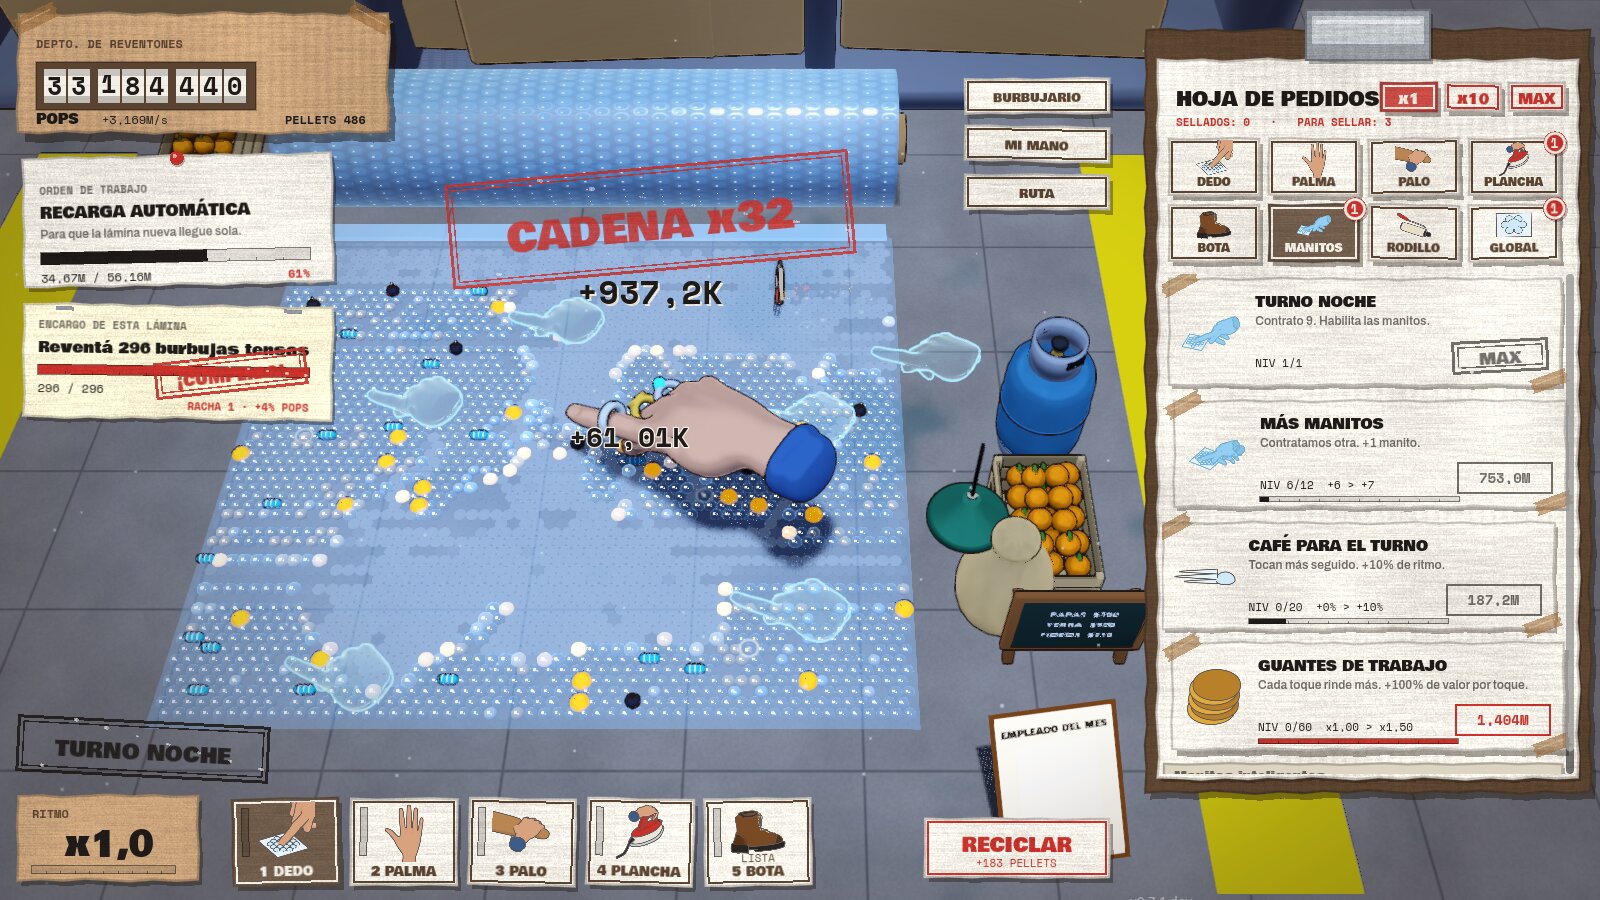 DEPTO. DE REVENTONES
33 184 440
POPS +3,169M/s PELLETS 486
ORDEN DE TRABAJO
RECARGA AUTOMÁTICA
Para que la lámina nueva llegue sola.
34,67M / 56,16M 61%
ENCARGO DE ESTA LÁMINA
Reventá 296 burbujas tensas
296 / 296
RACHA 1 · +4% POPS
CADENA x32
+937,2K
+61,01K
BURBUJARIO
MI MANO
RUTA
HOJA DE PEDIDOS x1 x10 MAX
SELLADOS: 0 · PARA SELLAR: 3
DEDO
PALMA
PALO
PLANCHA 1
BOTA
MANITOS 1
RODILLO
GLOBAL 1
TURNO NOCHE
Contrato 9. Habilita las manitos.
NIV 1/1
MAX
MÁS MANITOS
Contratamos otra. +1 manito.
NIV 6/12 +6 > +7
753,0M
CAFÉ PARA EL TURNO
Tocan más seguido. +10% de ritmo.
NIV 0/20 +0% > +10%
187,2M
GUANTES DE TRABAJO
Cada toque rinde más. +100% de valor por toque.
NIV 0/60 x1,00 > x1,50
1,404M
EMPLEADO DEL MES
TURNO NOCHE
RITMO
x1,0
1 DEDO
2 PALMA
3 PALO
4 PLANCHA
LISTA
5 BOTA
RECICLAR
+183 PELLETS